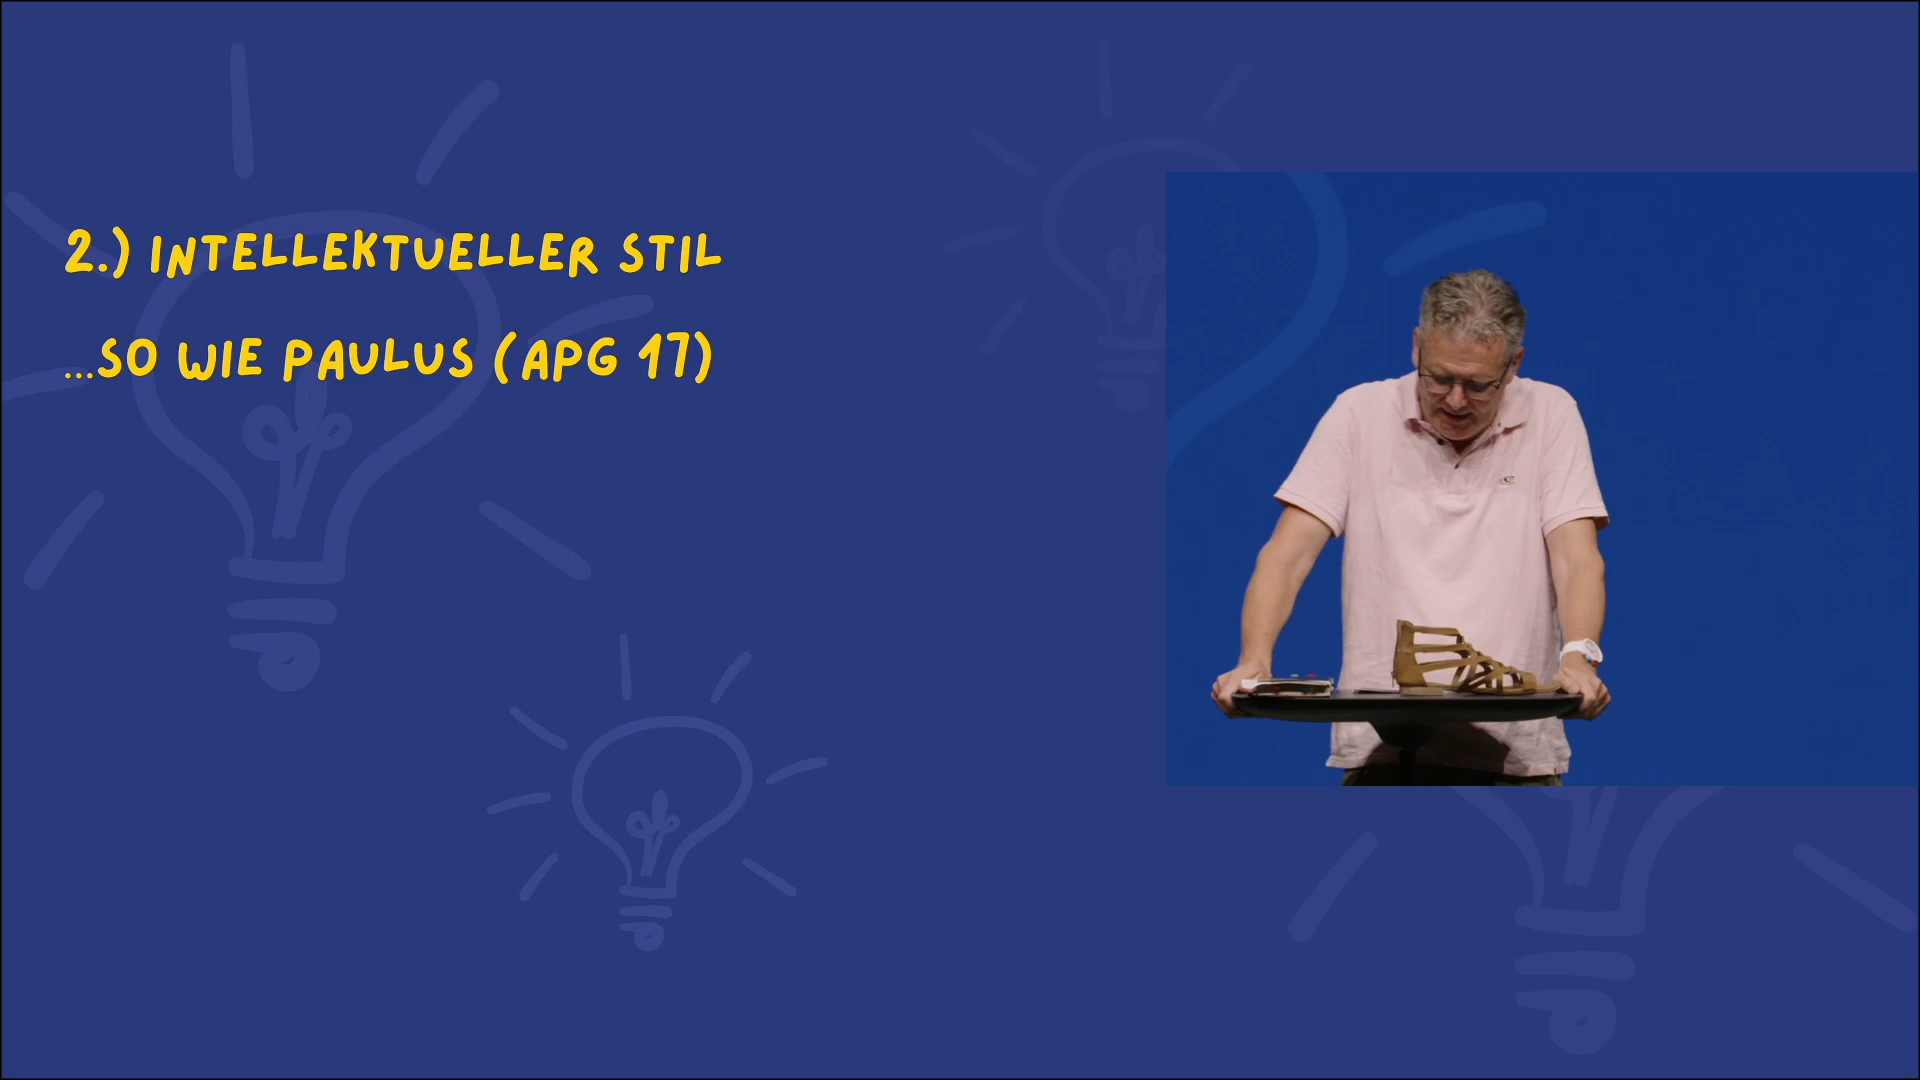 2.) INTELLEKTUELLER STIL
...SO WIE PAULUS (APG 17)